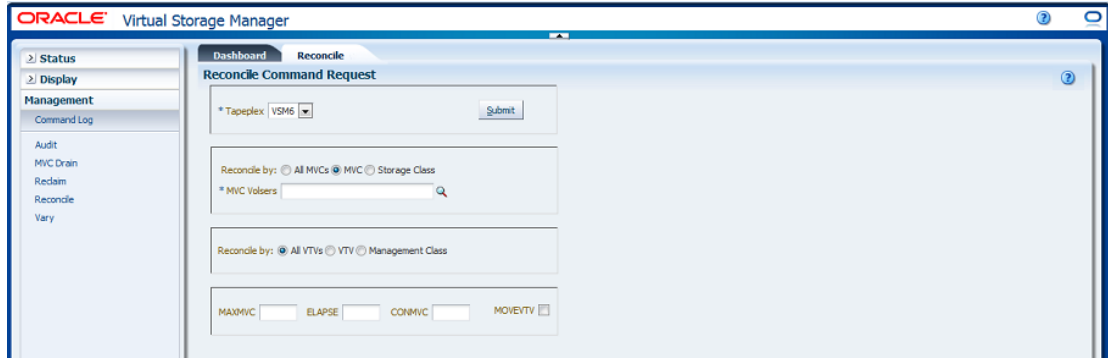 ORACLE Virtual Storage Manager
Status
Display
Management
Command Log
Audit
MVC Drain
Reclaim
Reconcile
Vary
Dashboard Reconcile
Reconcile Command Request
* Tapeplex VSM6 Submit
Reconcile by: All MVCs MVC Storage Class
* MVC Volsers
Reconcile by: All VTVs VTV Management Class
MAXMVC ELAPSE CONMVC MOVEVTV